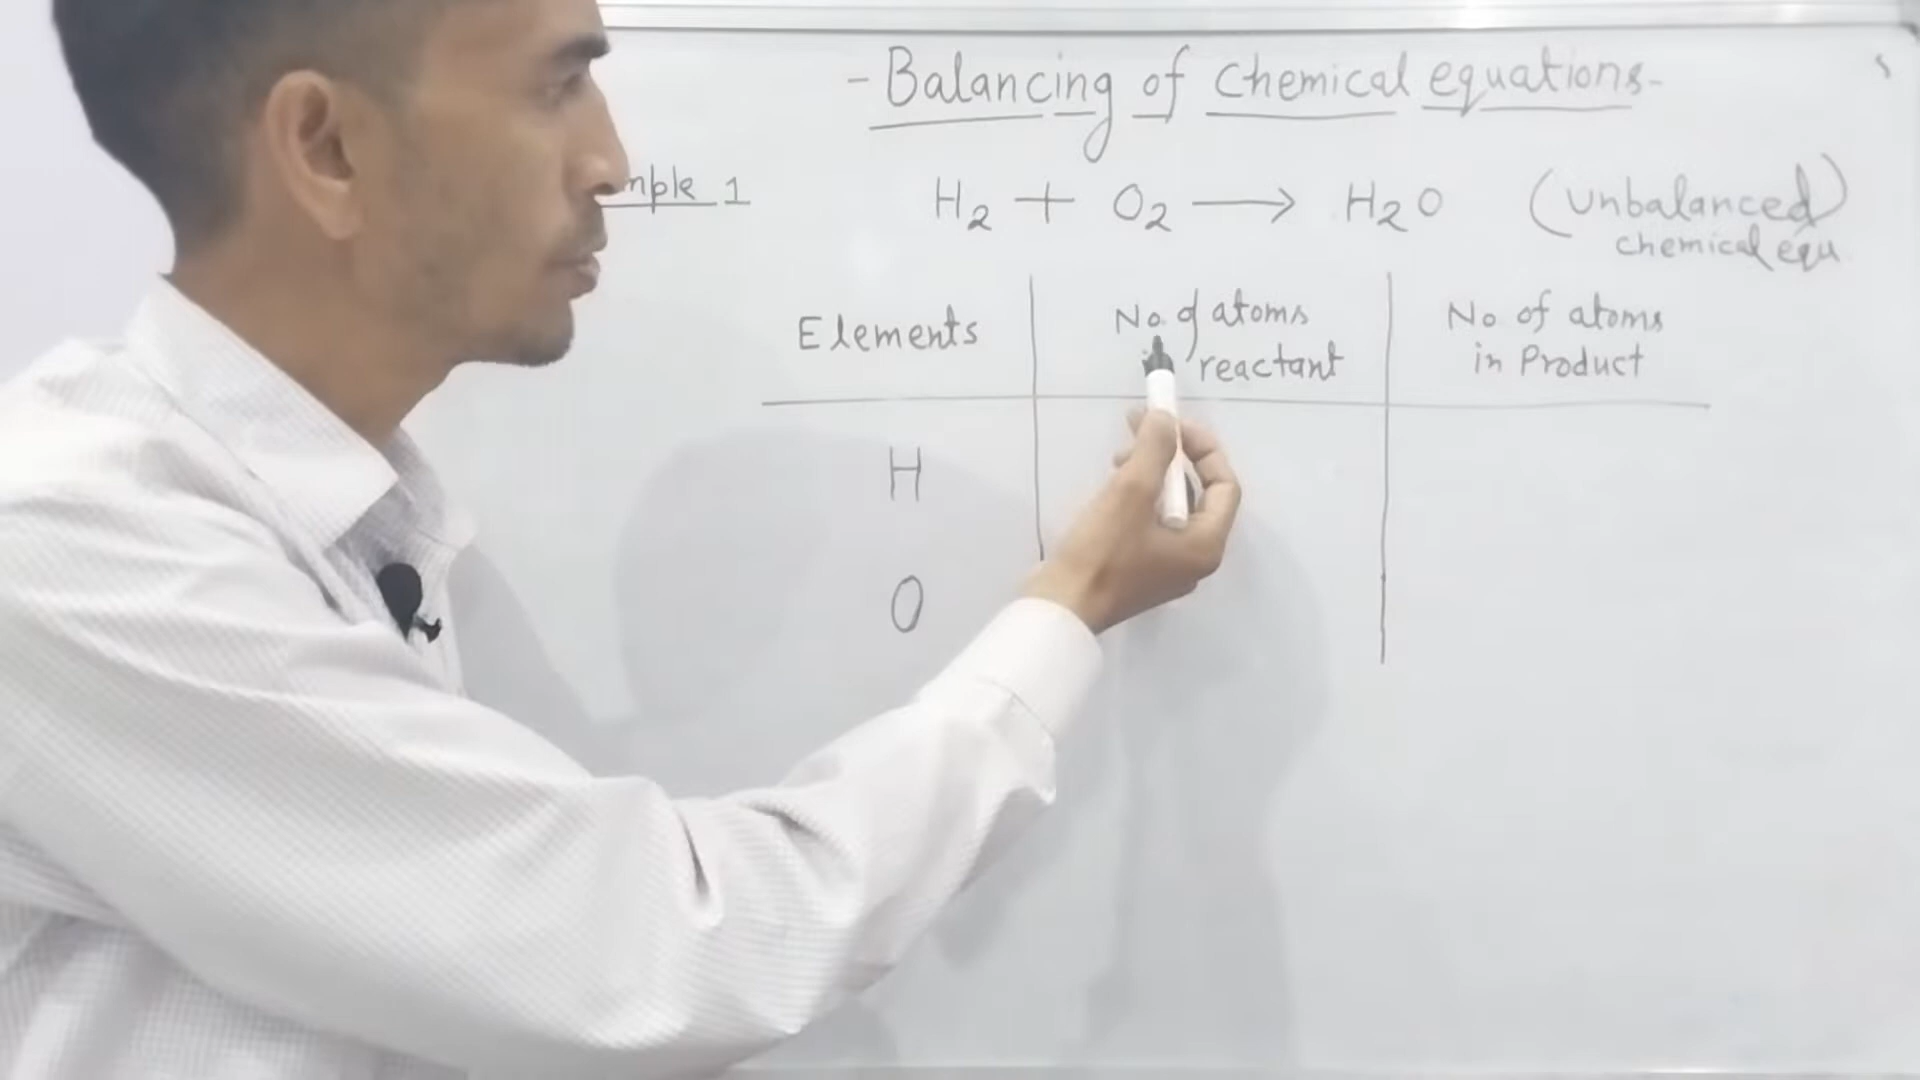 - Balancing of chemical equations -
mple 1
H₂ + O₂ ⟶ H₂O (Unbalanced)
chemical equ
Elements
No. of atoms
reactant
No of atoms
in Product
H
O